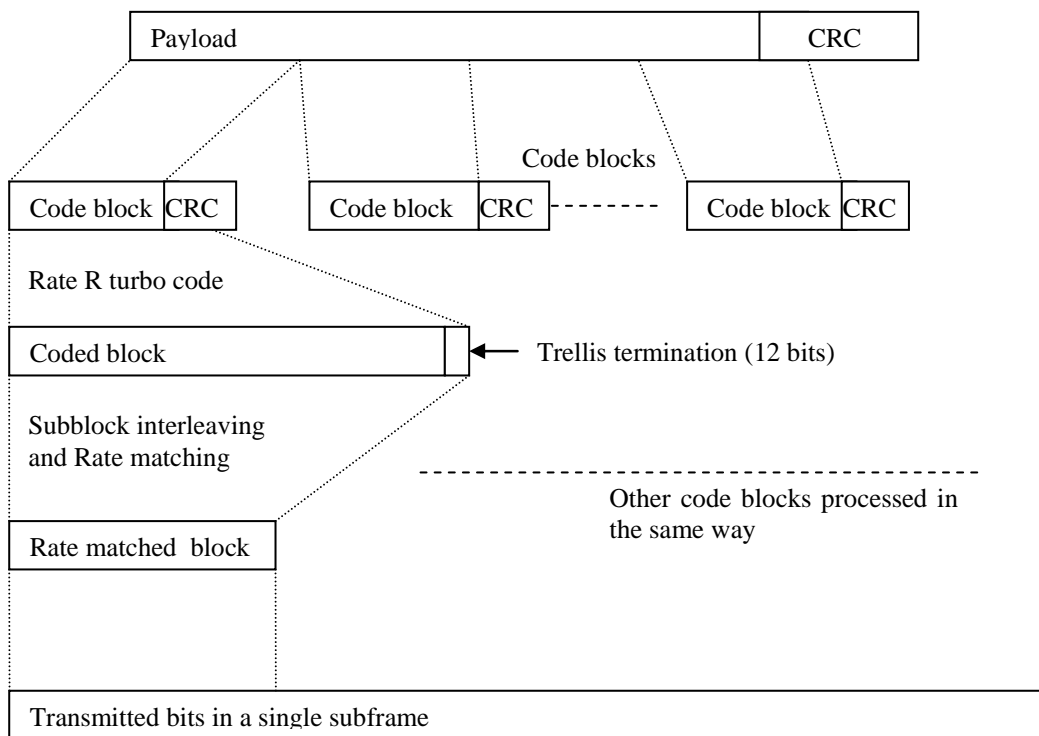 Payload CRC
Code blocks
Code block CRC Code block CRC Code block CRC
Rate R turbo code
Coded block Trellis termination (12 bits)
Subblock interleaving
and Rate matching
Other code blocks processed in
the same way
Rate matched block
Transmitted bits in a single subframe